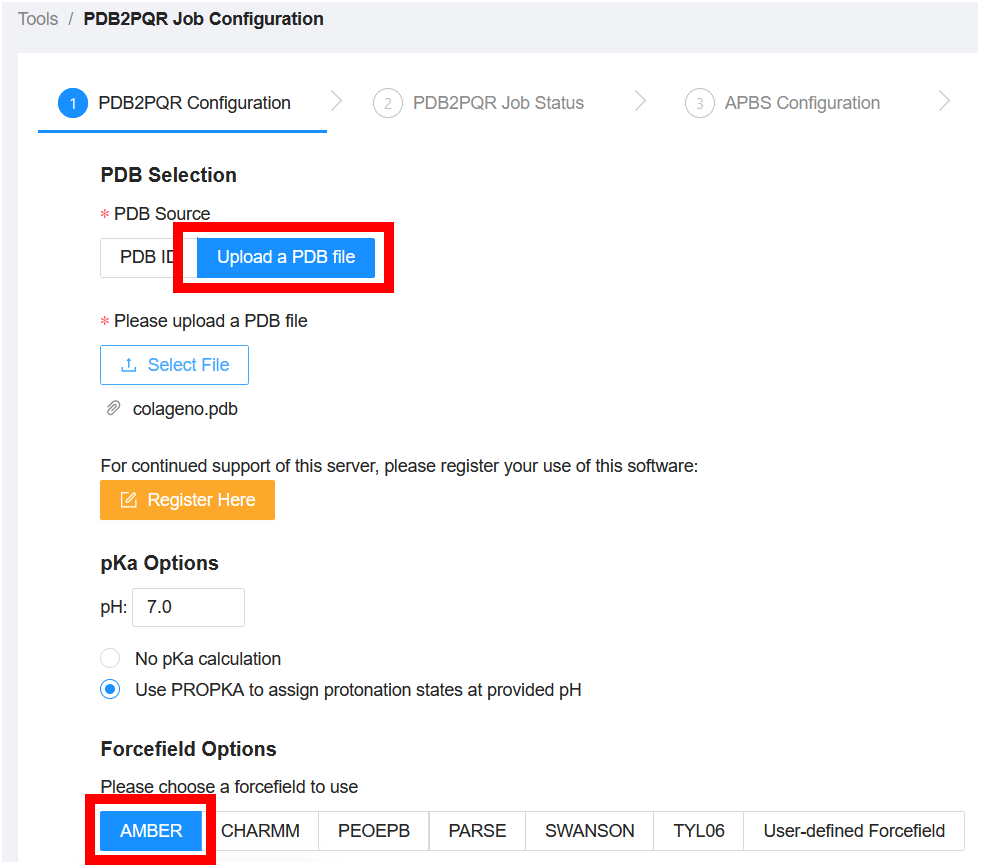 Tools / PDB2PQR Job Configuration
1 PDB2PQR Configuration 2 PDB2PQR Job Status 3 APBS Configuration
PDB Selection
* PDB Source
PDB ID Upload a PDB file
* Please upload a PDB file
Select File
colageno.pdb
For continued support of this server, please register your use of this software:
Register Here
pKa Options
pH: 7.0
No pKa calculation
Use PROPKA to assign protonation states at provided pH
Forcefield Options
Please choose a forcefield to use
AMBER CHARMM PEOEPB PARSE SWANSON TYL06 User-defined Forcefield